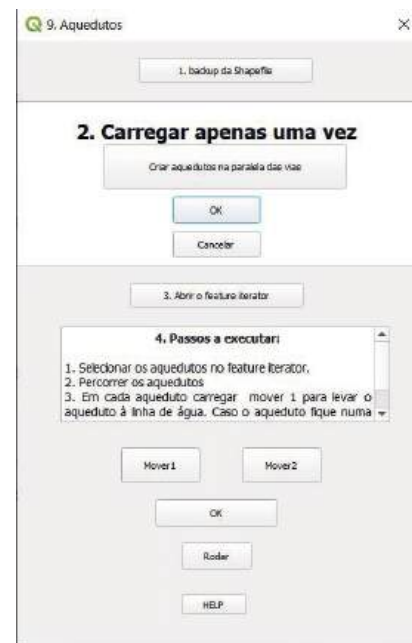 9. Aquedutos
1. backup da Shapefile
2. Carregar apenas uma vez
Criar aquedutos na paralela das vias
OK
Cancelar
3. Abrir o feature iterator
4. Passos a executar:
1. Selecionar os aquedutos no feature iterator.
2. Percorrer os aquedutos
3. Em cada aqueduto carregar mover 1 para levar o
aqueduto à linha de água. Caso o aqueduto fique numa
Mover1 Mover2
OK
Rodar
HELP